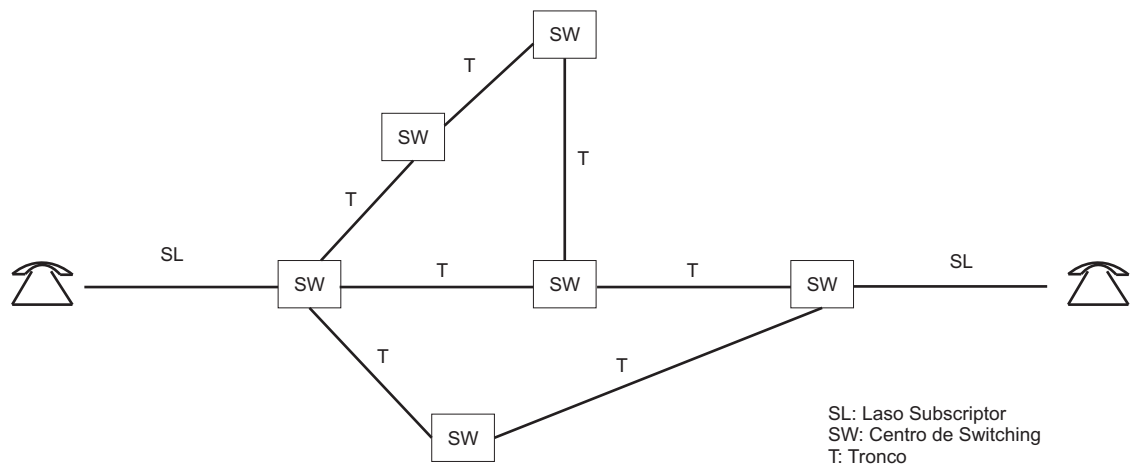 SW
T
SW
T
T
SL
SW
T
SW
T
SW
SL
T
T
SW
SL: Laso Subscriptor
SW: Centro de Switching
T: Tronco